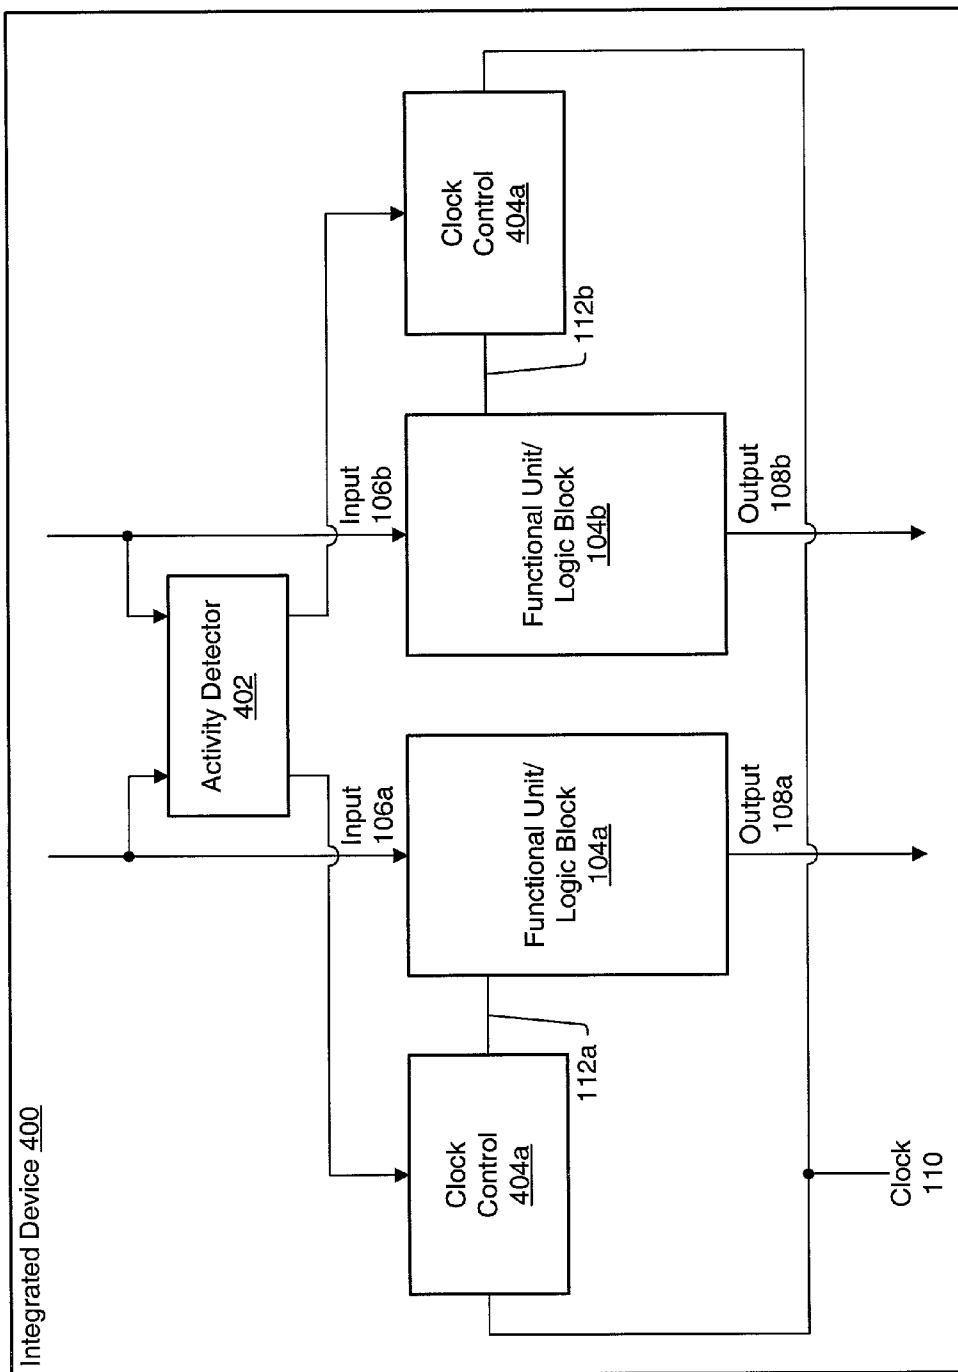 Integrated Device 400
Activity Detector
402
Input
106a
Input
106b
Clock
Control
404a
112a
Functional Unit/
Logic Block
104a
Functional Unit/
Logic Block
104b
112b
Clock
Control
404a
Output
108a
Output
108b
Clock
110